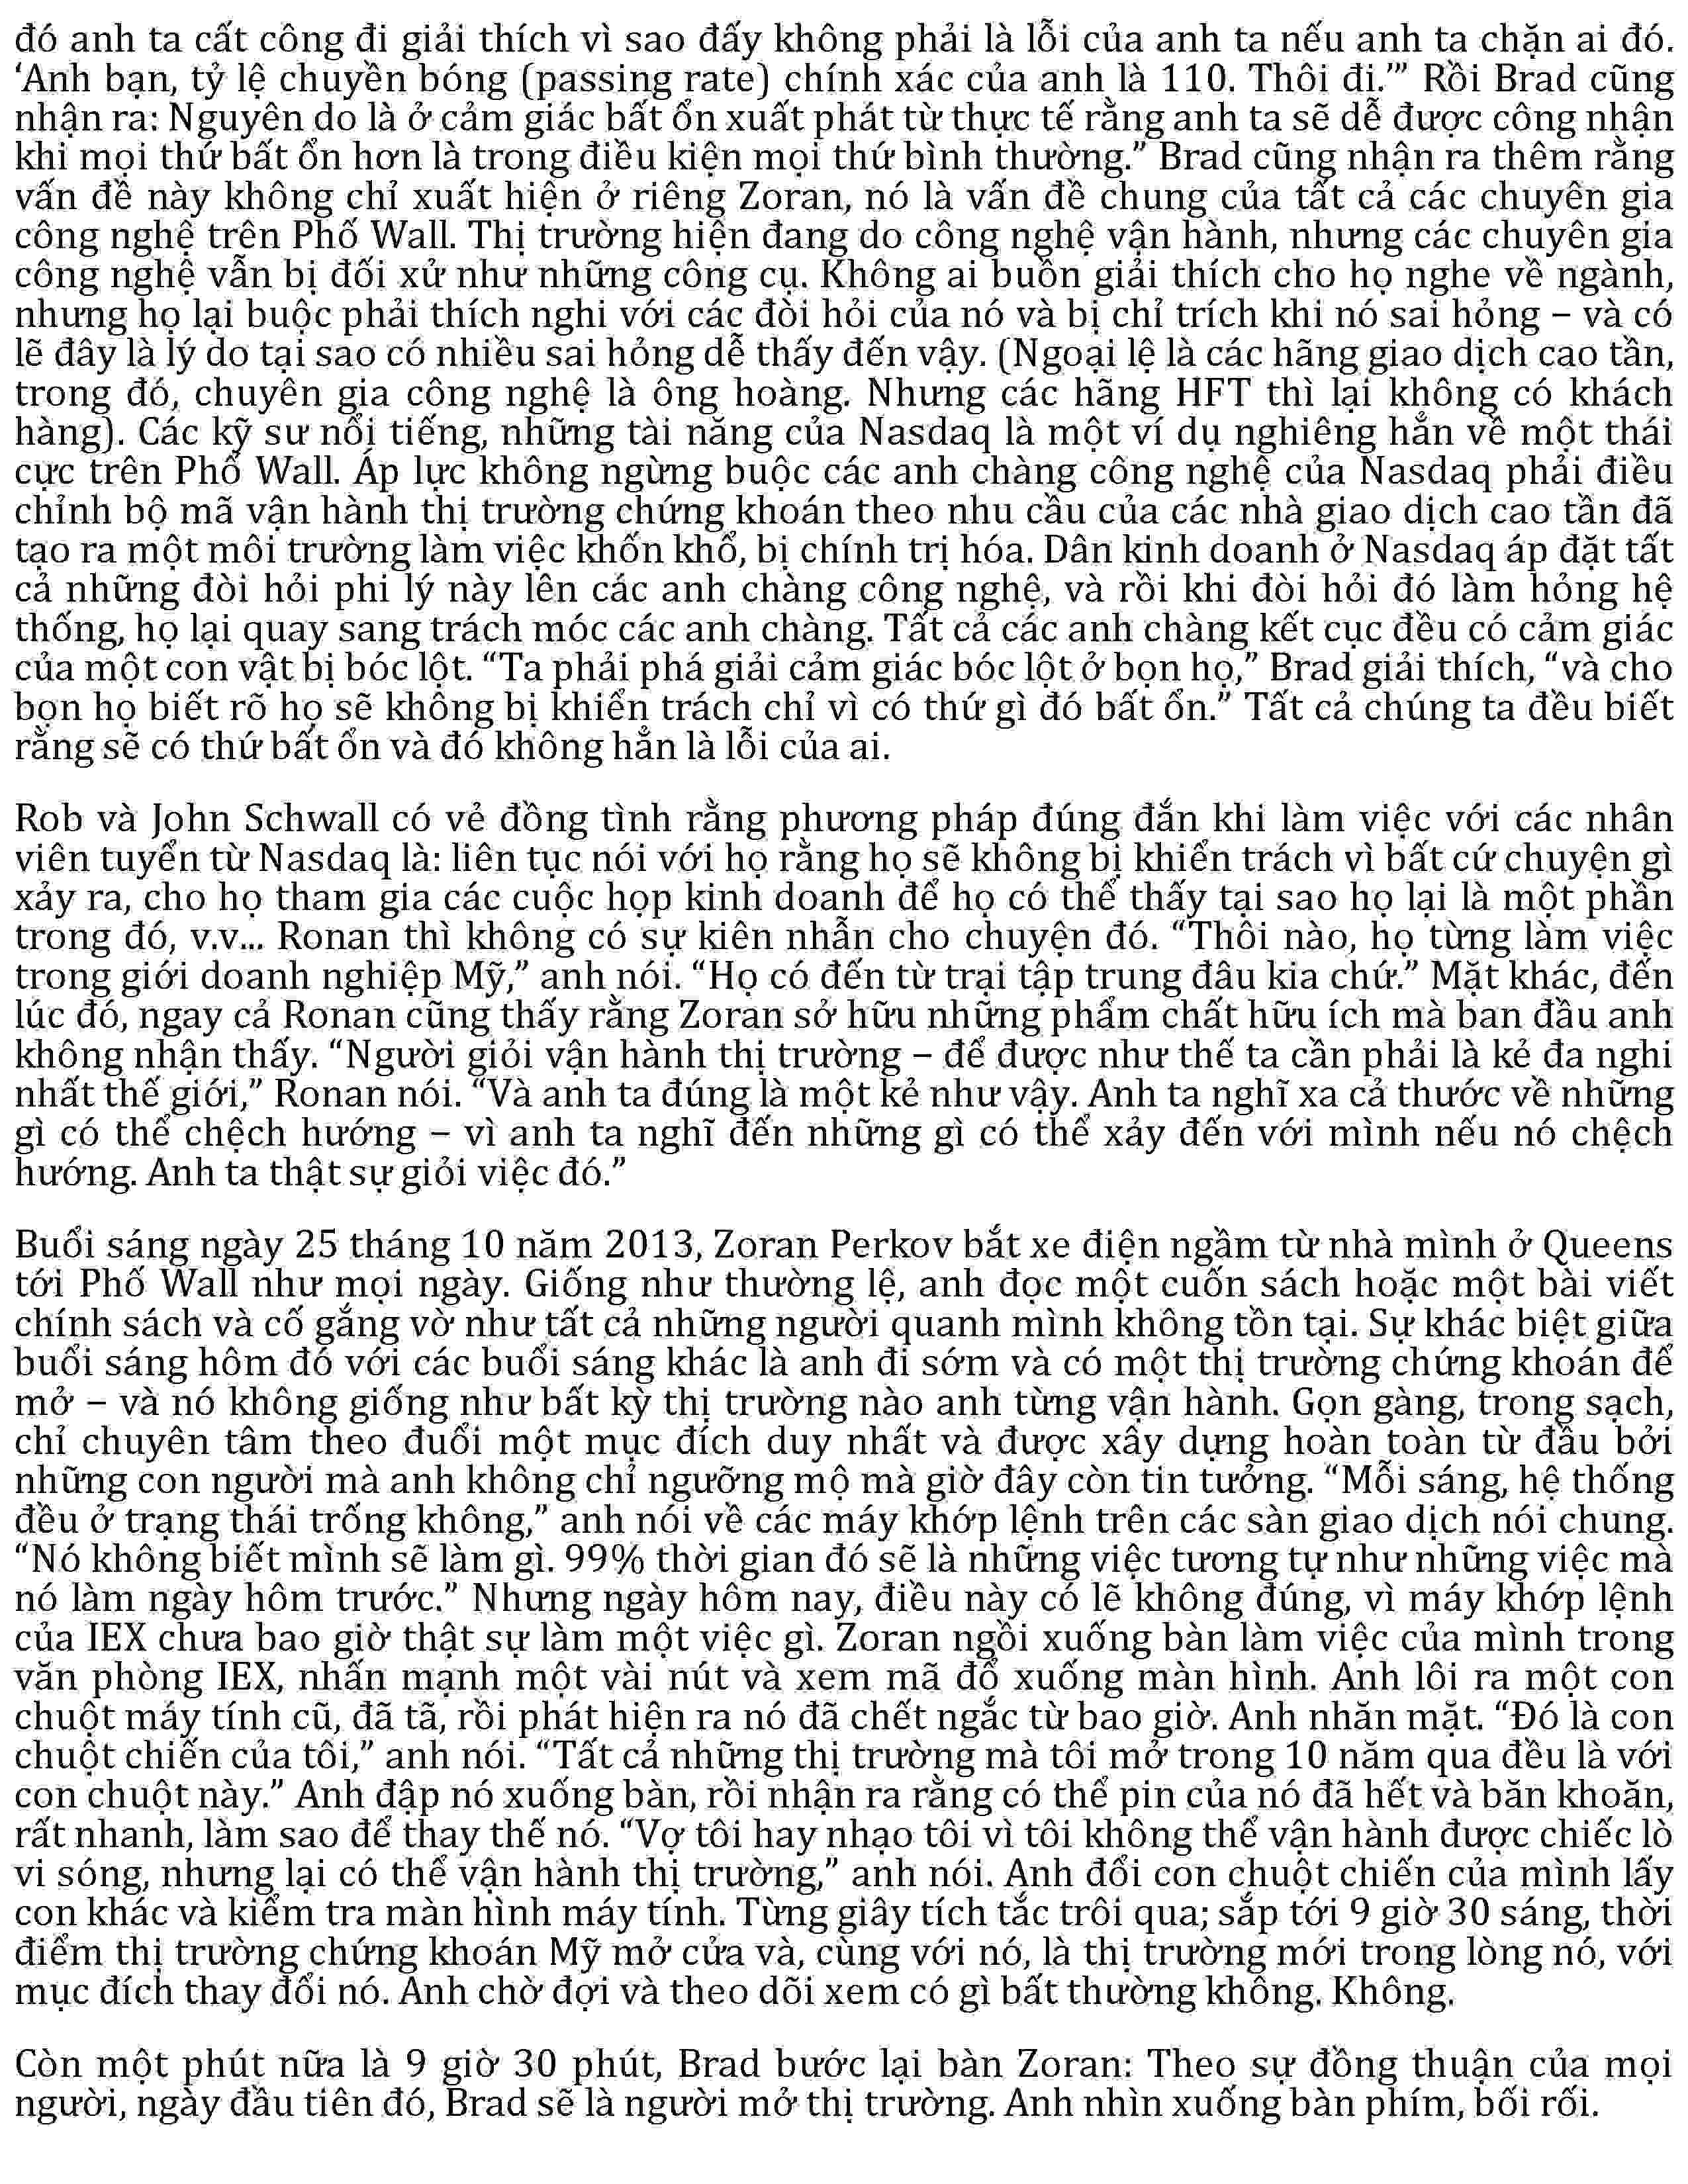 đó anh ta cất công đi giải thích vì sao đấy không phải là lỗi của anh ta nếu anh ta chặn ai đó.
‘Anh bạn, tỷ lệ chuyền bóng (passing rate) chính xác của anh là 110. Thôi đi.’” Rồi Brad cũng
nhận ra: Nguyên do là ở cảm giác bất ổn xuất phát từ thực tế rằng anh ta sẽ dễ được công nhận
khi mọi thứ bất ổn hơn là trong điều kiện mọi thứ bình thường.” Brad cũng nhận ra thêm rằng
vấn đề này không chỉ xuất hiện ở riêng Zoran, nó là vấn đề chung của tất cả các chuyên gia
công nghệ trên Phố Wall. Thị trường hiện đang do công nghệ vận hành, nhưng các chuyên gia
công nghệ vẫn bị đối xử như những công cụ. Không ai buồn giải thích cho họ nghe về ngành,
nhưng họ lại buộc phải thích nghi với các đòi hỏi của nó và bị chỉ trích khi nó sai hỏng – và có
lẽ đây là lý do tại sao có nhiều sai hỏng dễ thấy đến vậy. (Ngoại lệ là các hãng giao dịch cao tần,
trong đó, chuyên gia công nghệ là ông hoàng. Nhưng các hãng HFT thì lại không có khách
hàng). Các kỹ sư nổi tiếng, những tài năng của Nasdaq là một ví dụ nghiêng hẳn về một thái
cực trên Phố Wall. Áp lực không ngừng buộc các anh chàng công nghệ của Nasdaq phải điều
chỉnh bộ mã vận hành thị trường chứng khoán theo nhu cầu của các nhà giao dịch cao tần đã
tạo ra một môi trường làm việc khốn khổ, bị chính trị hóa. Dân kinh doanh ở Nasdaq áp đặt tất
cả những đòi hỏi phi lý này lên các anh chàng công nghệ, và rồi khi đòi hỏi đó làm hỏng hệ
thống, họ lại quay sang trách móc các anh chàng. Tất cả các anh chàng kết cục đều có cảm giác
của một con vật bị bóc lột. “Ta phải phá giải cảm giác bóc lột ở bọn họ,” Brad giải thích, “và cho
bọn họ biết rõ họ sẽ không bị khiển trách chỉ vì có thứ gì đó bất ổn.” Tất cả chúng ta đều biết
rằng sẽ có thứ bất ổn và đó không hẳn là lỗi của ai.
Rob và John Schwall có vẻ đồng tình rằng phương pháp đúng đắn khi làm việc với các nhân
viên tuyển từ Nasdaq là: liên tục nói với họ rằng họ sẽ không bị khiển trách vì bất cứ chuyện gì
xảy ra, cho họ tham gia các cuộc họp kinh doanh để họ có thể thấy tại sao họ lại là một phần
trong đó, v.v... Ronan thì không có sự kiên nhẫn cho chuyện đó. “Thôi nào, họ từng làm việc
trong giới doanh nghiệp Mỹ,” anh nói. “Họ có đến từ trại tập trung đâu kia chứ.” Mặt khác, đến
lúc đó, ngay cả Ronan cũng thấy rằng Zoran sở hữu những phẩm chất hữu ích mà ban đầu anh
không nhận thấy. “Người giỏi vận hành thị trường – để được như thế ta cần phải là kẻ đa nghi
nhất thế giới,” Ronan nói. “Và anh ta đúng là một kẻ như vậy. Anh ta nghĩ xa cả thước về những
gì có thể chệch hướng – vì anh ta nghĩ đến những gì có thể xảy đến với mình nếu nó chệch
hướng. Anh ta thật sự giỏi việc đó.”
Buổi sáng ngày 25 tháng 10 năm 2013, Zoran Perkov bắt xe điện ngầm từ nhà mình ở Queens
tới Phố Wall như mọi ngày. Giống như thường lệ, anh đọc một cuốn sách hoặc một bài viết
chính sách và cố gắng vờ như tất cả những người quanh mình không tồn tại. Sự khác biệt giữa
buổi sáng hôm đó với các buổi sáng khác là anh đi sớm và có một thị trường chứng khoán để
mở – và nó không giống như bất kỳ thị trường nào anh từng vận hành. Gọn gàng, trong sạch,
chỉ chuyên tâm theo đuổi một mục đích duy nhất và được xây dựng hoàn toàn từ đầu bởi
những con người mà anh không chỉ ngưỡng mộ mà giờ đây còn tin tưởng. “Mỗi sáng, hệ thống
đều ở trạng thái trống không,” anh nói về các máy khớp lệnh trên các sàn giao dịch nói chung.
“Nó không biết mình sẽ làm gì. 99% thời gian đó sẽ là những việc tương tự như những việc mà
nó làm ngày hôm trước.” Nhưng ngày hôm nay, điều này có lẽ không đúng, vì máy khớp lệnh
của IEX chưa bao giờ thật sự làm một việc gì. Zoran ngồi xuống bàn làm việc của mình trong
văn phòng IEX, nhấn mạnh một vài nút và xem mã đổ xuống màn hình. Anh lôi ra một con
chuột máy tính cũ, đã tã, rồi phát hiện ra nó đã chết ngắc từ bao giờ. Anh nhăn mặt. “Đó là con
chuột chiến của tôi,” anh nói. “Tất cả những thị trường mà tôi mở trong 10 năm qua đều là với
con chuột này.” Anh đập nó xuống bàn, rồi nhận ra rằng có thể pin của nó đã hết và băn khoăn,
rất nhanh, làm sao để thay thế nó. “Vợ tôi hay nhạo tôi vì tôi không thể vận hành được chiếc lò
vi sóng, nhưng lại có thể vận hành thị trường,” anh nói. Anh đổi con chuột chiến của mình lấy
con khác và kiểm tra màn hình máy tính. Từng giây tích tắc trôi qua; sắp tới 9 giờ 30 sáng, thời
điểm thị trường chứng khoán Mỹ mở cửa và, cùng với nó, là thị trường mới trong lòng nó, với
mục đích thay đổi nó. Anh chờ đợi và theo dõi xem có gì bất thường không. Không.
Còn một phút nữa là 9 giờ 30 phút, Brad bước lại bàn Zoran: Theo sự đồng thuận của mọi
người, ngày đầu tiên đó, Brad sẽ là người mở thị trường. Anh nhìn xuống bàn phím, bối rối.